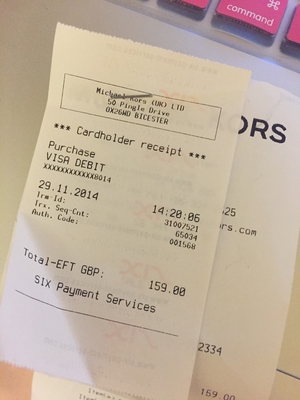 command
Michael Kors (UK) LTD
50 Pingle Drive
OX26WD BICESTER
*** Cardholder receipt ***
Purchase
VISA DEBIT
XXXXXXXXXXXX8014
29.11.2014 14:20:06
Trm-Id: 31007521
Trx. Seq-Cnt: 65034
Auth. Code: 001568
Total-EFT GBP: 159.00
SIX Payment Services
ORS
525
ors.com
2334
159.00